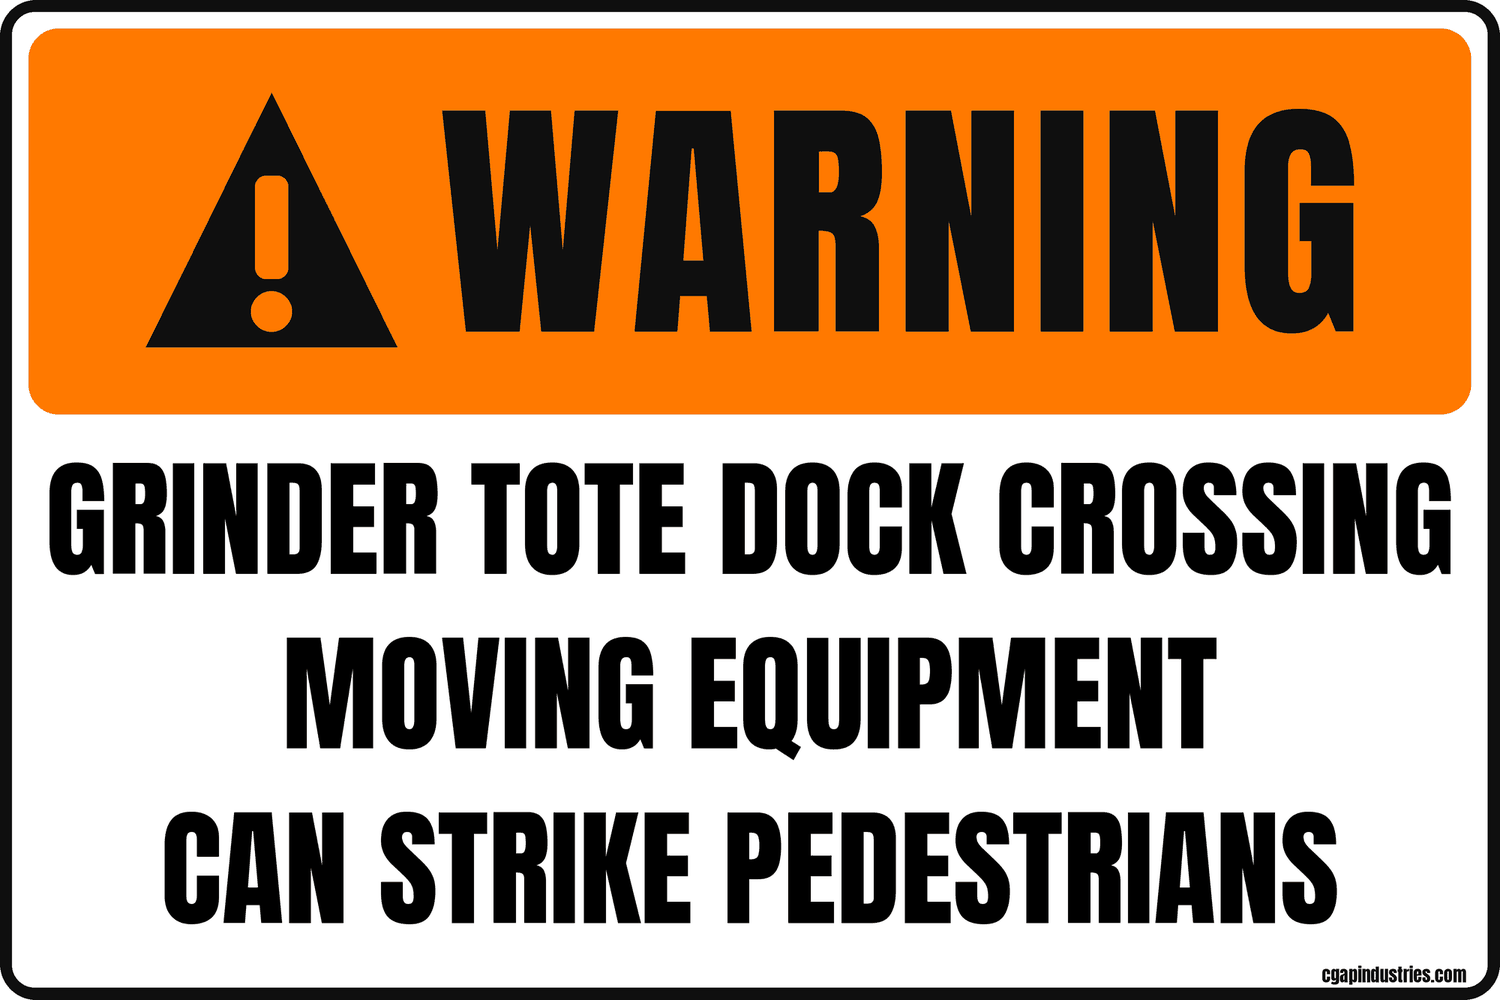 WARNING
GRINDER TOTE DOCK CROSSING
MOVING EQUIPMENT
CAN STRIKE PEDESTRIANS
cgapindustries.com